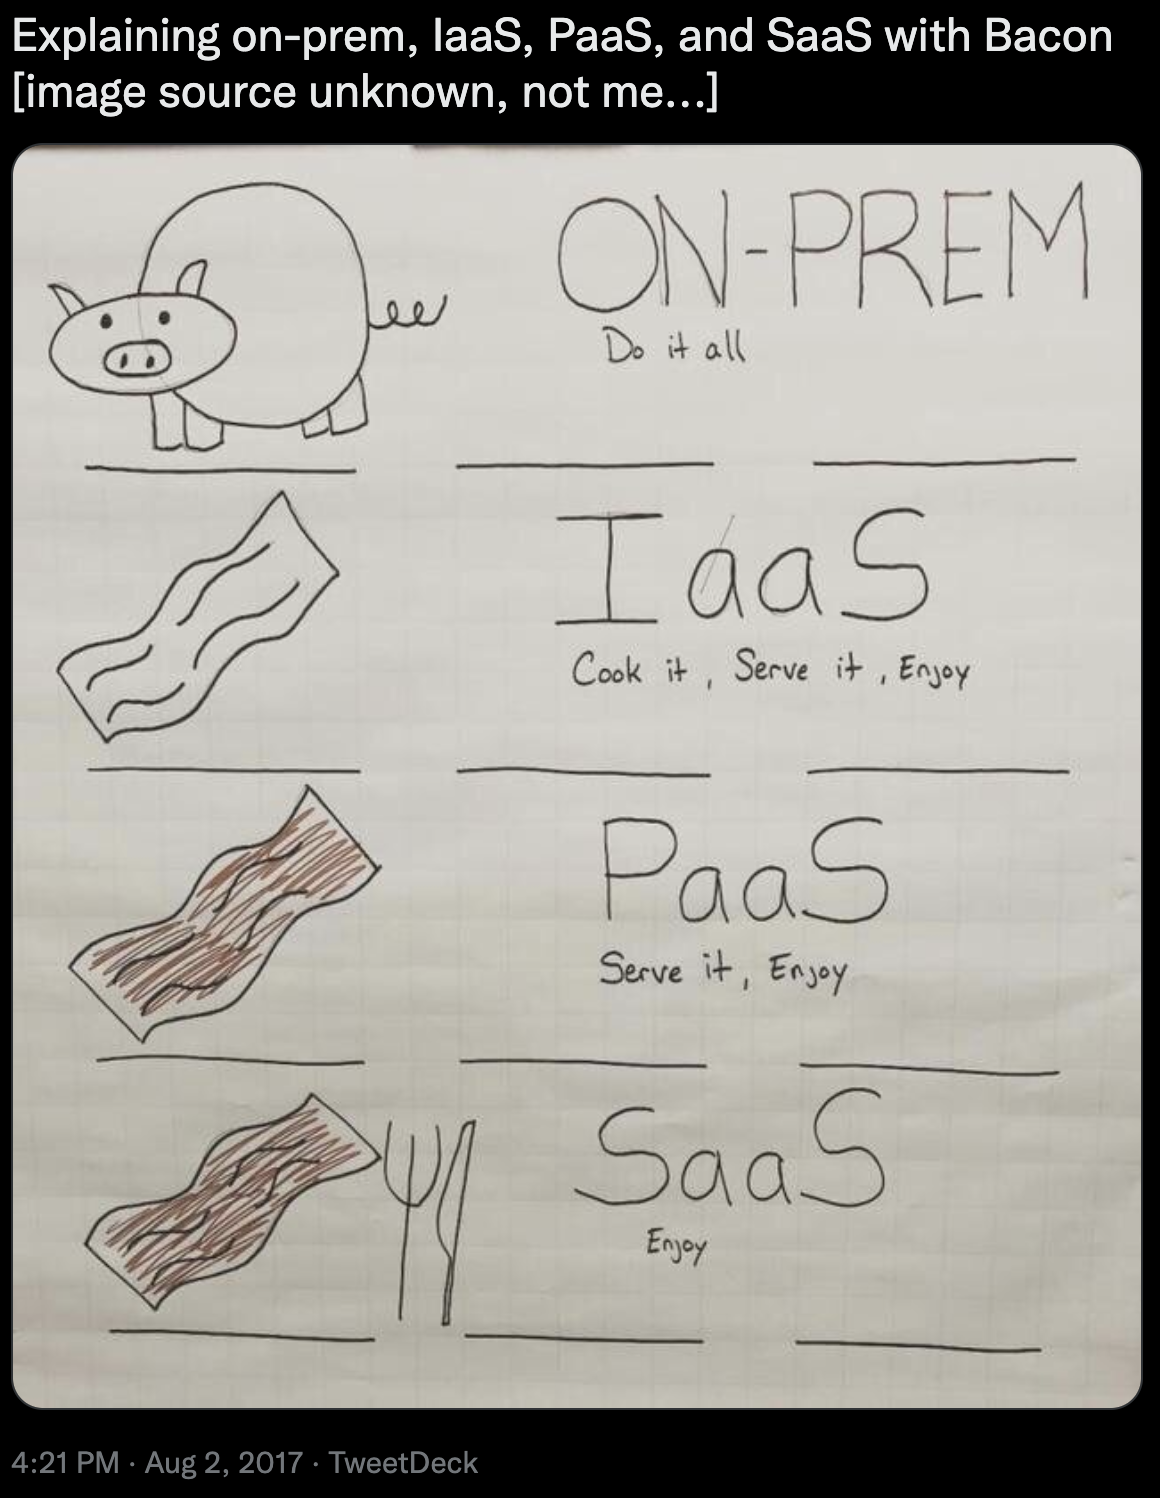 Explaining on-prem, IaaS, PaaS, and SaaS with Bacon
[image source unknown, not me...]
ON-PREM
Do it all
IaaS
Cook it, Serve it, Enjoy
PaaS
Serve it, Enjoy
SaaS
Enjoy
4:21 PM · Aug 2, 2017 · TweetDeck